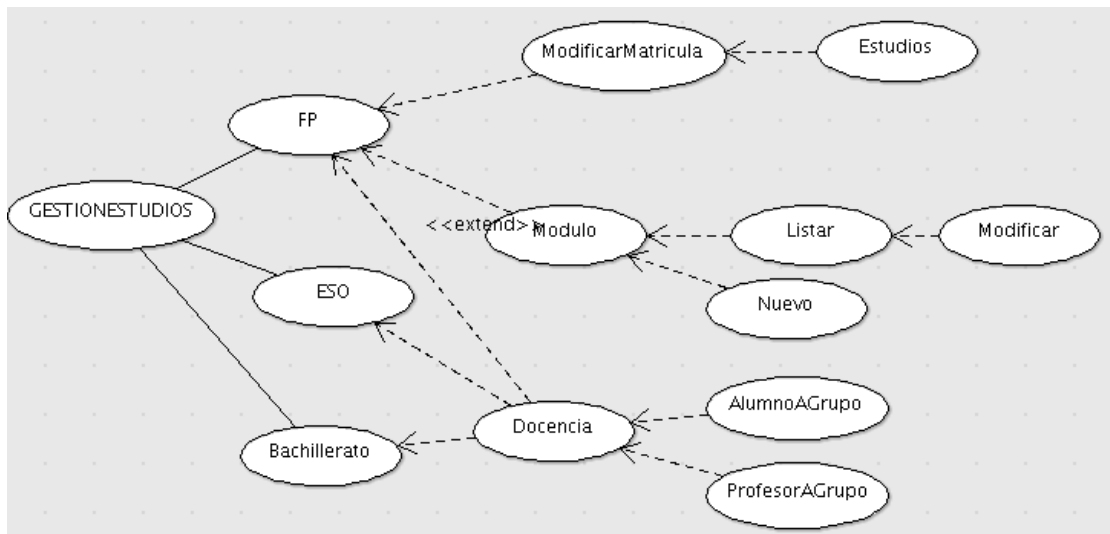 ModificarMatricula
Estudios
FP
GESTIONESTUDIOS
<<extend>>
Modulo
Listar
Modificar
ESO
Nuevo
AlumnoAGrupo
Docencia
Bachillerato
ProfesorAGrupo